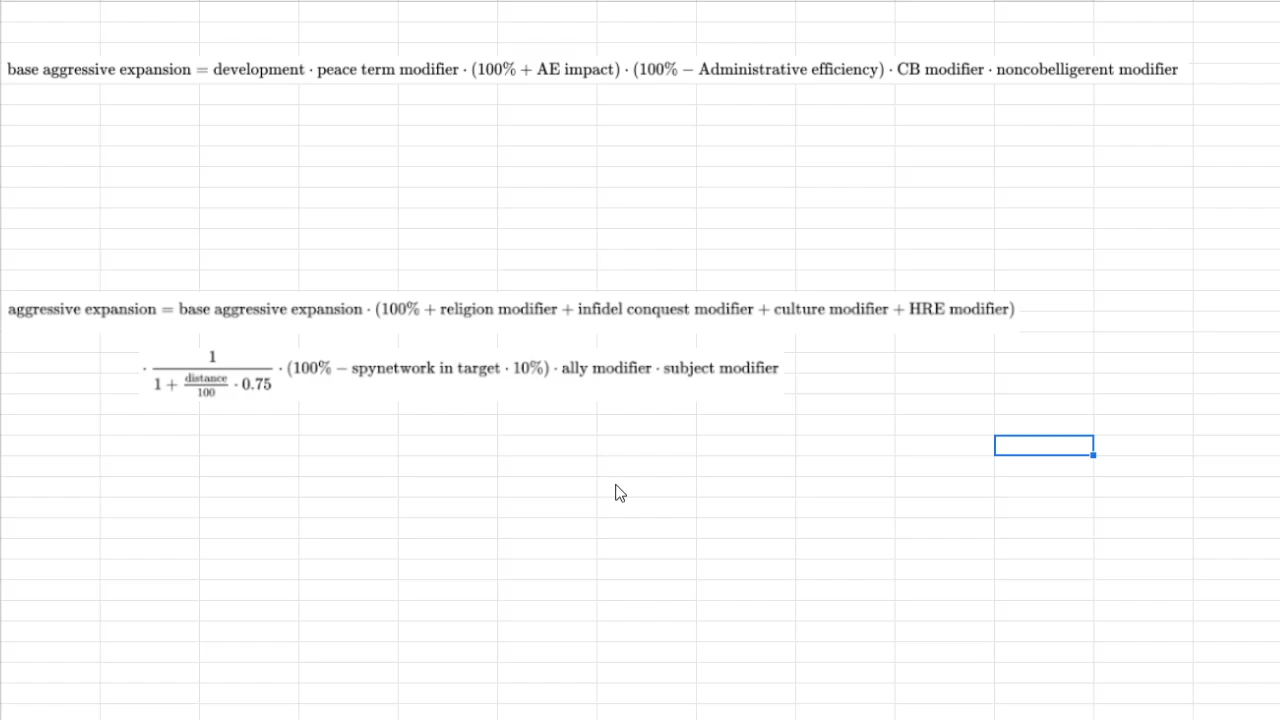 base aggressive expansion = development · peace term modifier · (100% + AE impact) · (100% − Administrative efficiency) · CB modifier · noncobelligerent modifier
aggressive expansion = base aggressive expansion · (100% + religion modifier + infidel conquest modifier + culture modifier + HRE modifier)
· 1 / (1 + distance/100 · 0.75) · (100% − spynetwork in target · 10%) · ally modifier · subject modifier